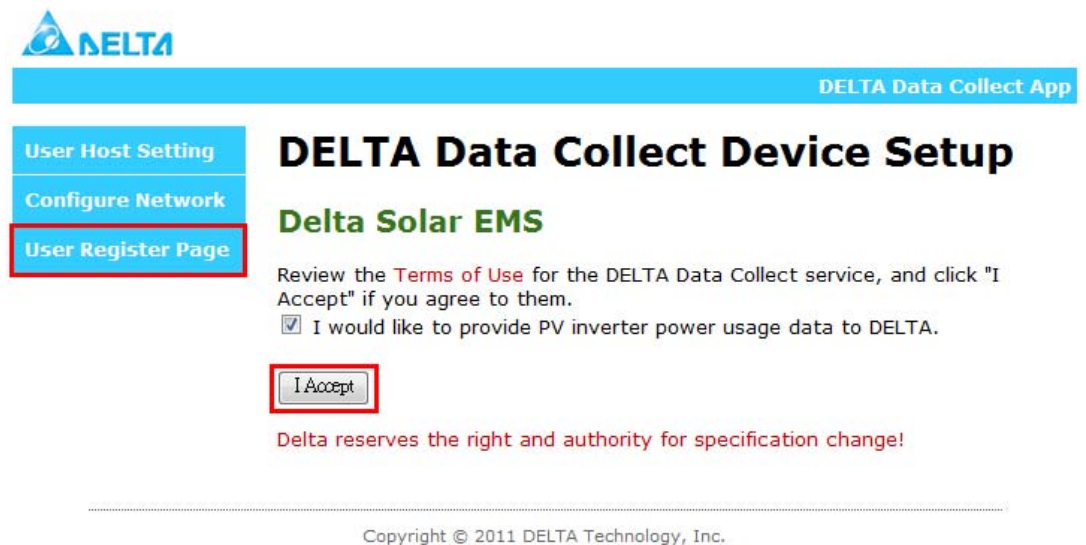 DELTA
DELTA Data Collect App
User Host Setting
Configure Network
User Register Page
DELTA Data Collect Device Setup
Delta Solar EMS
Review the Terms of Use for the DELTA Data Collect service, and click "I
Accept" if you agree to them.
I would like to provide PV inverter power usage data to DELTA.
I Accept
Delta reserves the right and authority for specification change!
Copyright © 2011 DELTA Technology, Inc.